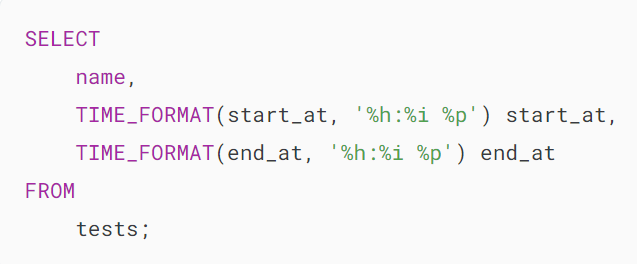 SELECT
    name,
    TIME_FORMAT(start_at, '%h:%i %p') start_at,
    TIME_FORMAT(end_at, '%h:%i %p') end_at
FROM
    tests;